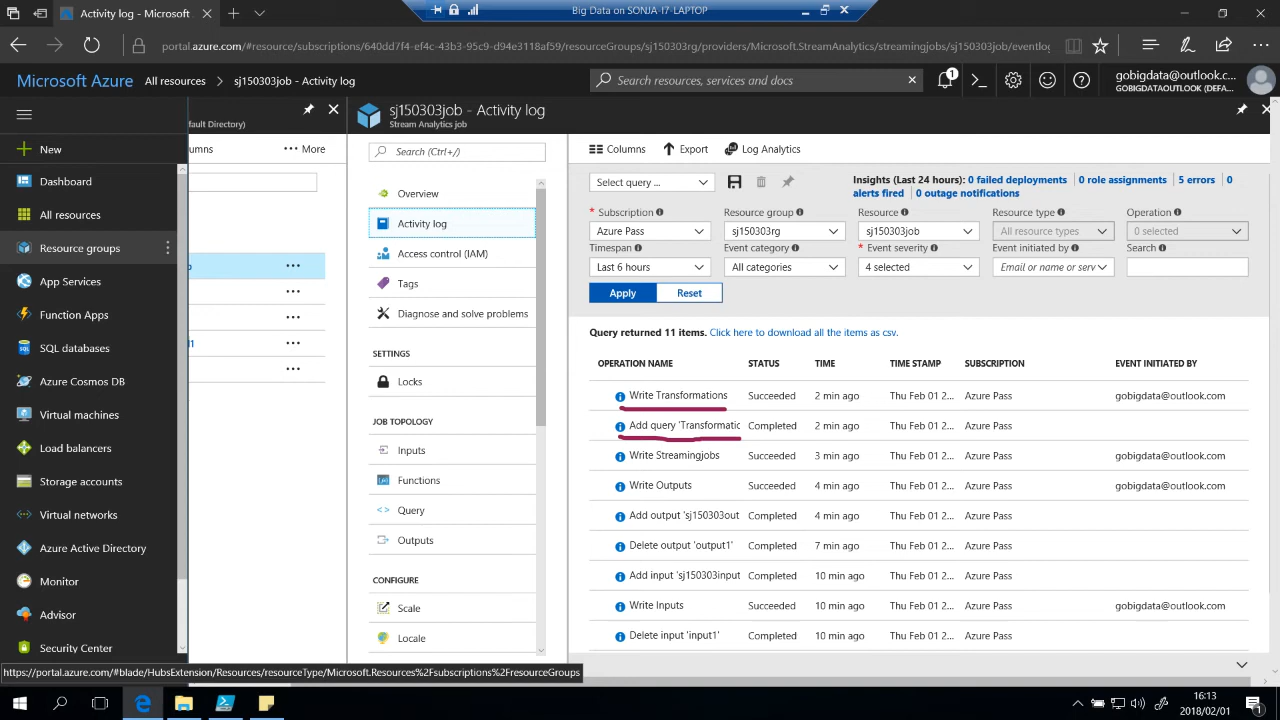 Activity log - Microsoft
Big Data on SONJA-I7-LAPTOP
portal.azure.com/#resource/subscriptions/640dd7f4-ef4c-43b3-95c9-d94e3118af59/resourceGroups/sj150303rg/providers/Microsoft.StreamAnalytics/streamingjobs/sj150303job/eventlog
Microsoft Azure All resources > sj150303job - Activity log
Search resources, services and docs
1
gobigdata@outlook.c...
GOBIGDATAOUTLOOK (DEFA...
New
Dashboard
All resources
Resource groups
App Services
Function Apps
SQL databases
Azure Cosmos DB
Virtual machines
Load balancers
Storage accounts
Virtual networks
Azure Active Directory
Monitor
Advisor
Security Center
fault Directory)
umns More
sj150303job - Activity log
Stream Analytics job
Search (Ctrl+/)
Overview
Activity log
Access control (IAM)
Tags
Diagnose and solve problems
SETTINGS
Locks
JOB TOPOLOGY
Inputs
Functions
Query
Outputs
CONFIGURE
Scale
Locale
Columns Export Log Analytics
Select query ...
Insights (Last 24 hours): 0 failed deployments 0 role assignments 5 errors 0
alerts fired 0 outage notifications
* Subscription Resource group Resource Resource type Operation
Azure Pass sj150303rg sj150303job All resource types 0 selected
Timespan Event category * Event severity Event initiated by Search
Last 6 hours All categories 4 selected Email or name or serv
Apply Reset
Query returned 11 items. Click here to download all the items as csv.
OPERATION NAME STATUS TIME TIME STAMP SUBSCRIPTION EVENT INITIATED BY
Write Transformations Succeeded 2 min ago Thu Feb 01 2... Azure Pass gobigdata@outlook.com
Add query 'Transformatic Completed 2 min ago Thu Feb 01 2... Azure Pass
Write Streamingjobs Succeeded 3 min ago Thu Feb 01 2... Azure Pass gobigdata@outlook.com
Write Outputs Succeeded 4 min ago Thu Feb 01 2... Azure Pass gobigdata@outlook.com
Add output 'sj150303out Completed 4 min ago Thu Feb 01 2... Azure Pass
Delete output 'output1' Completed 7 min ago Thu Feb 01 2... Azure Pass
Add input 'sj150303input Completed 10 min ago Thu Feb 01 2... Azure Pass
Write Inputs Succeeded 10 min ago Thu Feb 01 2... Azure Pass gobigdata@outlook.com
Delete input 'input1' Completed 10 min ago Thu Feb 01 2... Azure Pass
https://portal.azure.com/#blade/HubsExtension/Resources/resourceType/Microsoft.Resources%2Fsubscriptions%2FresourceGroups
16:13
2018/02/01
1